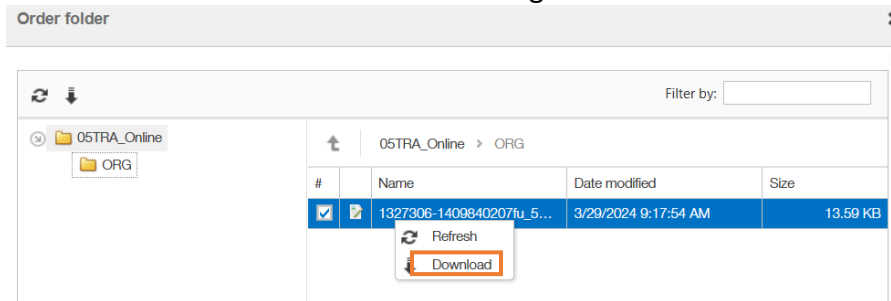 Order folder
Filter by:
05TRA_Online
ORG
05TRA_Online > ORG
# Name Date modified Size
1327306-1409840207fu_5... 3/29/2024 9:17:54 AM 13.59 KB
Refresh
Download